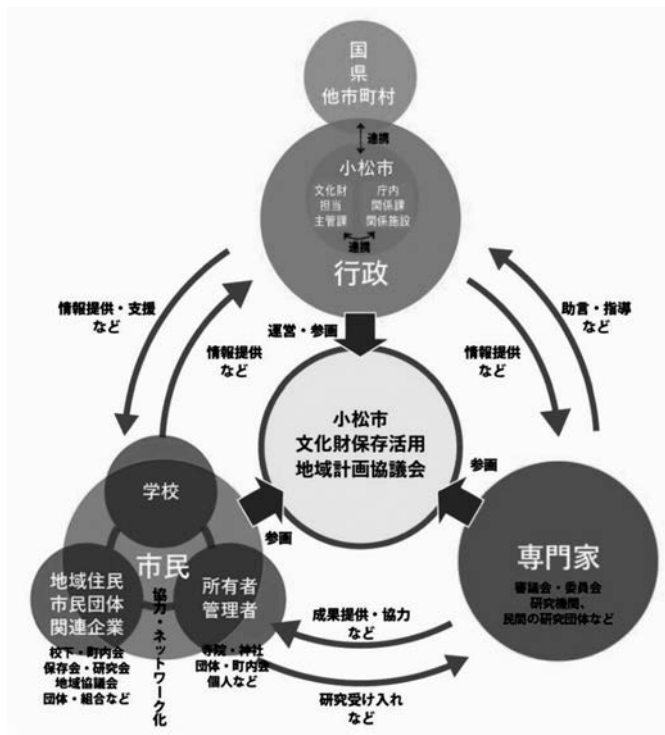 国
県
他市町村
連携
小松市
文化財
担当
主管課
庁内
関係課
関係施設
連携
行政
情報提供・支援
など
情報提供
など
運営・参画
情報提供
など
助言・指導
など
小松市
文化財保存活用
地域計画協議会
参画
参画
学校
市民
地域住民
市民団体
関連企業
所有者
管理者
協力・ネットワーク化
校下・町内会
保存会・研究会
地域協議会
団体・組合など
寺院・神社
団体・町内会
個人など
専門家
審議会・委員会
研究機関、
民間の研究団体など
成果提供・協力
など
研究受け入れ
など